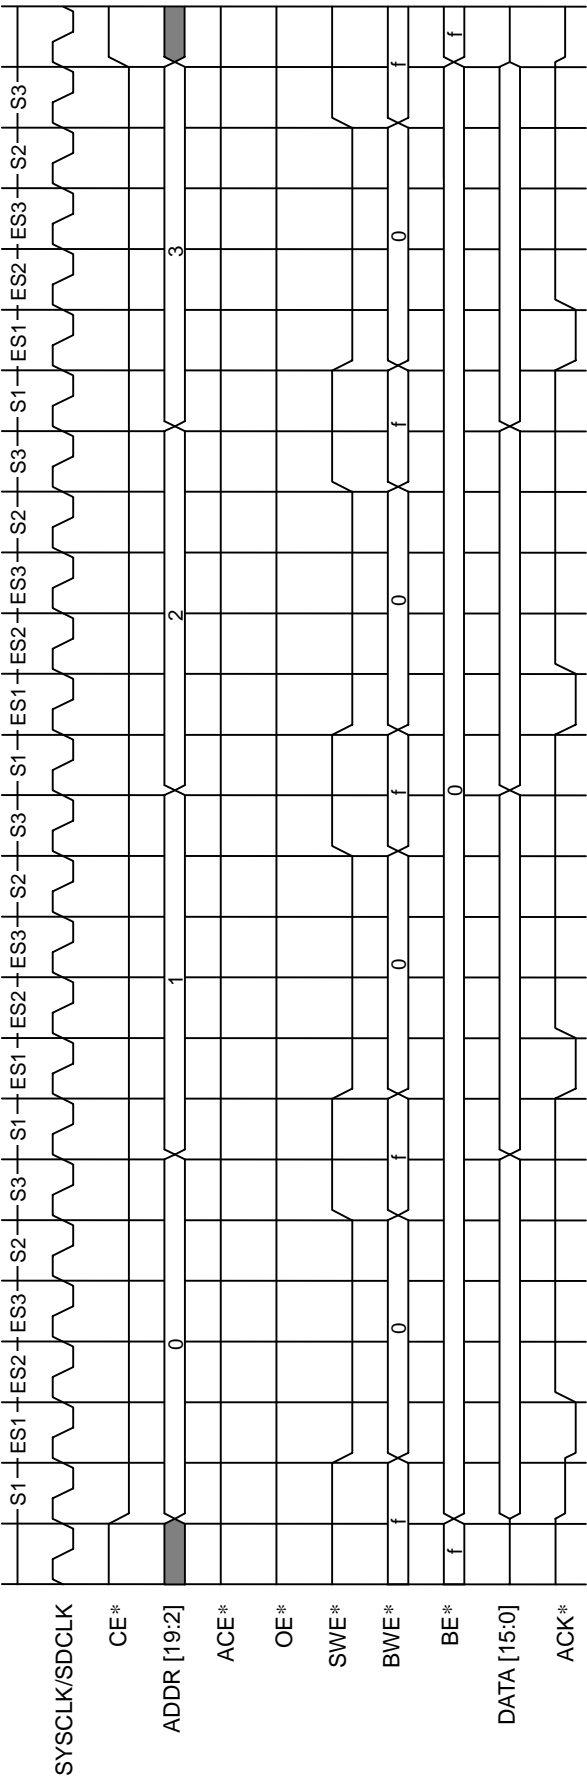 S1 ES1 ES2 ES3 S2 S3 S1 ES1 ES2 ES3 S2 S3 S1 ES1 ES2 ES3 S2 S3 S1 ES1 ES2 ES3 S2 S3
SYSCLK/SDCLK
CE*
ADDR [19:2] 0 1 2 3
ACE*
OE*
SWE*
BWE* f 0 f 0 f 0 f 0 f
BE* f 0 f
DATA [15:0]
ACK*